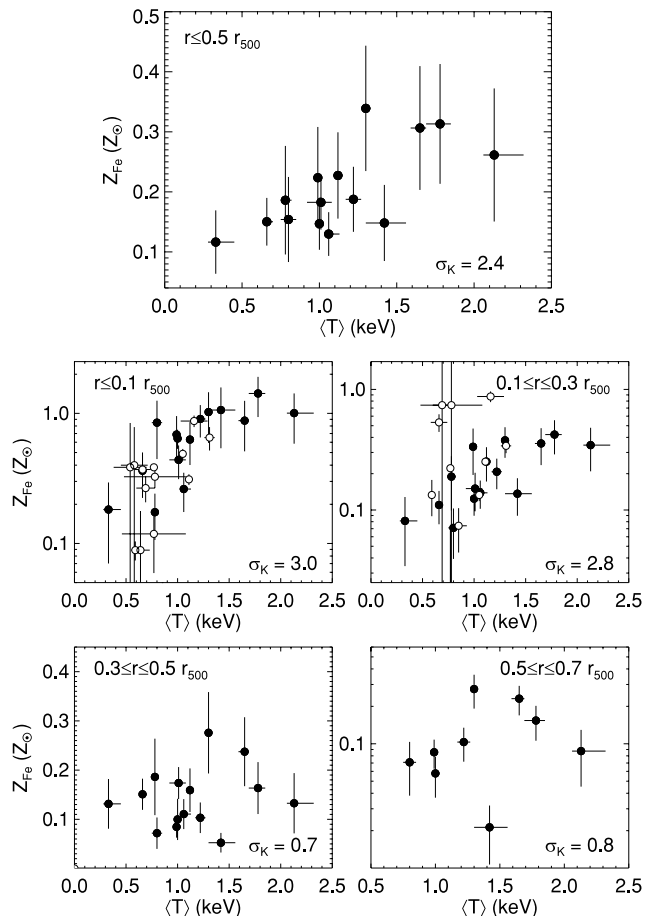 r≤0.5 r500
Z_Fe (Z⊙)
0.5
0.4
0.3
0.2
0.1
σK = 2.4
0.0 0.5 1.0 1.5 2.0 2.5
⟨T⟩ (keV)
r≤0.1 r500
Z_Fe (Z⊙)
1.0
0.1
σK = 3.0
0.0 0.5 1.0 1.5 2.0 2.5
⟨T⟩ (keV)
0.1≤r≤0.3 r500
1.0
0.1
σK = 2.8
0.0 0.5 1.0 1.5 2.0 2.5
⟨T⟩ (keV)
0.3≤r≤0.5 r500
Z_Fe (Z⊙)
0.4
0.3
0.2
0.1
σK = 0.7
0.0 0.5 1.0 1.5 2.0 2.5
⟨T⟩ (keV)
0.5≤r≤0.7 r500
0.1
σK = 0.8
0.5 1.0 1.5 2.0 2.5
⟨T⟩ (keV)